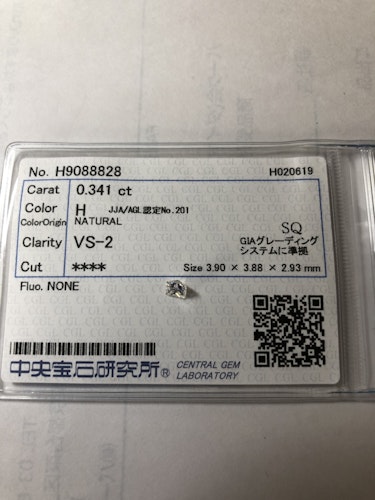 No. H9088828 H020619
Carat 0.341 ct
Color H JJA/AGL認定No.201
ColorOrigin NATURAL
SQ
Clarity VS-2 GIAグレーディング
システムに準拠
Cut **** Size 3.90 × 3.88 × 2.93 mm
Fluo. NONE
中央宝石研究所® CENTRAL GEM
LABORATORY